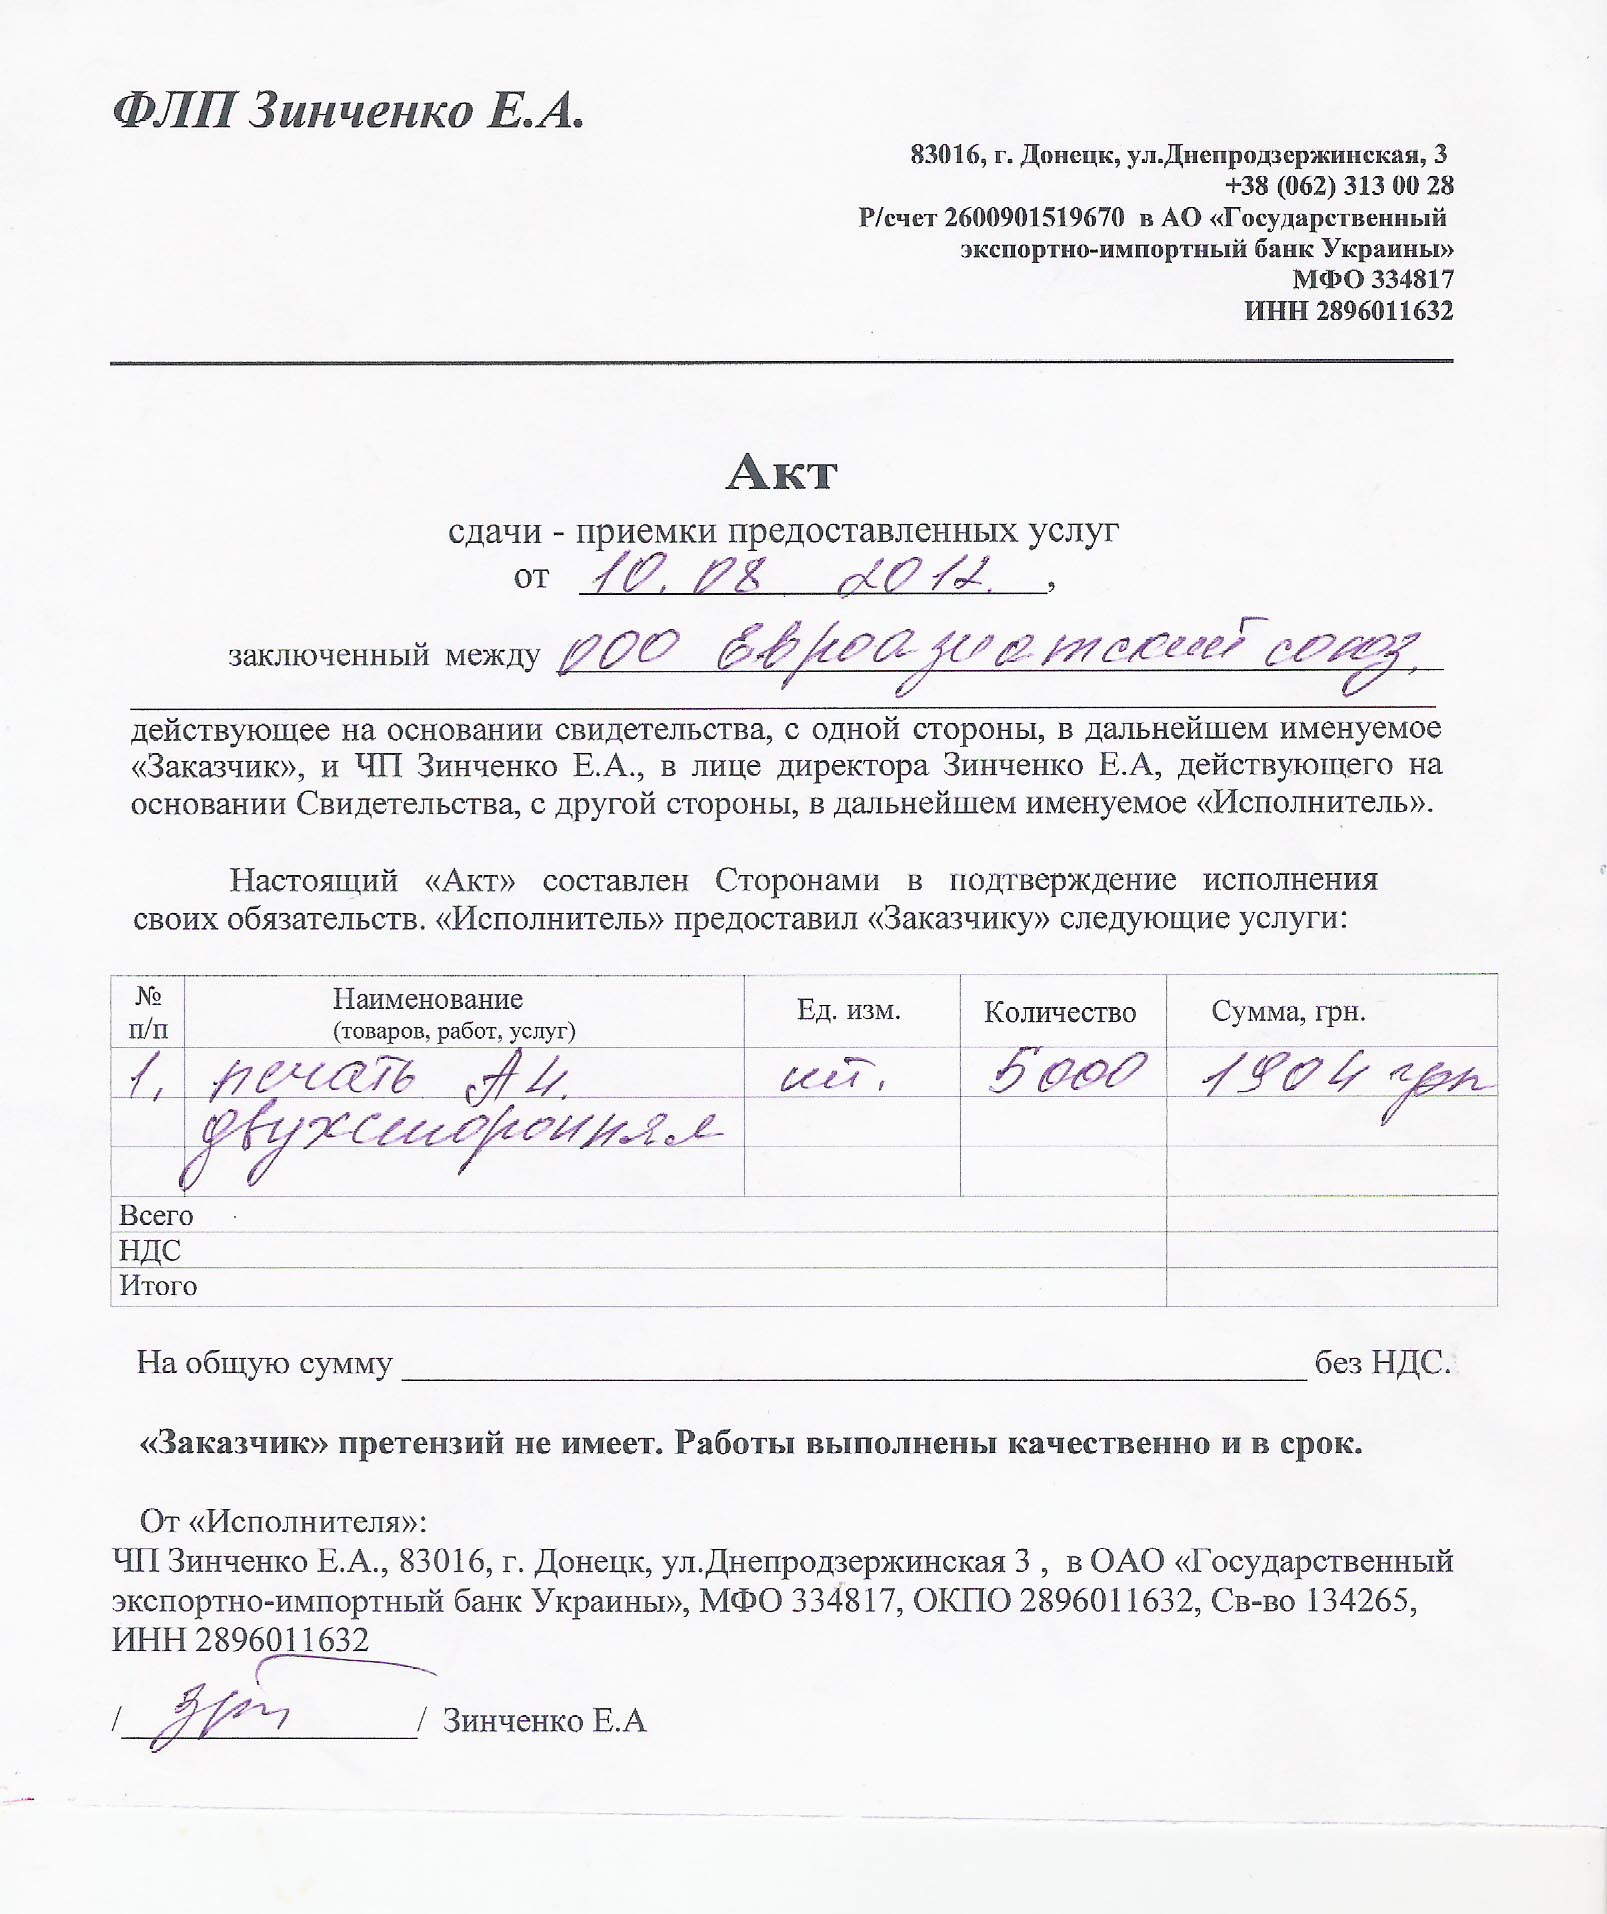 ФЛП Зинченко Е.А.
83016, г. Донецк, ул.Днепродзержинская, 3
+38 (062) 313 00 28
Р/счет 2600901519670 в АО «Государственный
экспортно-импортный банк Украины»
МФО 334817
ИНН 2896011632
Акт
сдачи - приемки предоставленных услуг
от 10.08 2012.,
заключенный между ООО Евроазиатский союз,
действующее на основании свидетельства, с одной стороны, в дальнейшем именуемое
«Заказчик», и ЧП Зинченко Е.А., в лице директора Зинченко Е.А, действующего на
основании Свидетельства, с другой стороны, в дальнейшем именуемое «Исполнитель».
Настоящий «Акт» составлен Сторонами в подтверждение исполнения
своих обязательств. «Исполнитель» предоставил «Заказчику» следующие услуги:
№ п/п Наименование (товаров, работ, услуг) Ед. изм. Количество Сумма, грн.
1. печать А4. шт. 5000 1904 грн
двухсторонняя
Всего
НДС
Итого
На общую сумму без НДС.
«Заказчик» претензий не имеет. Работы выполнены качественно и в срок.
От «Исполнителя»:
ЧП Зинченко Е.А., 83016, г. Донецк, ул.Днепродзержинская 3 , в ОАО «Государственный
экспортно-импортный банк Украины», МФО 334817, ОКПО 2896011632, Св-во 134265,
ИНН 2896011632
/ / Зинченко Е.А